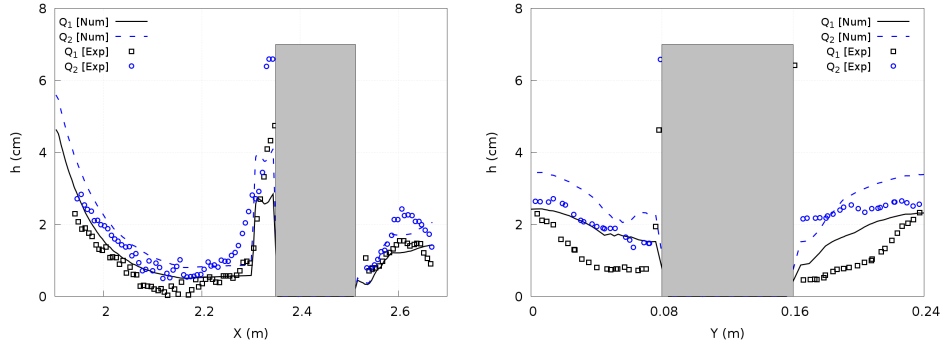 8
6
4
2
0
h (cm)
Q1 [Num]
Q2 [Num]
Q1 [Exp]
Q2 [Exp]
2
2.2
2.4
2.6
X (m)
8
6
4
2
0
h (cm)
Q1 [Num]
Q2 [Num]
Q1 [Exp]
Q2 [Exp]
0
0.08
0.16
0.24
Y (m)